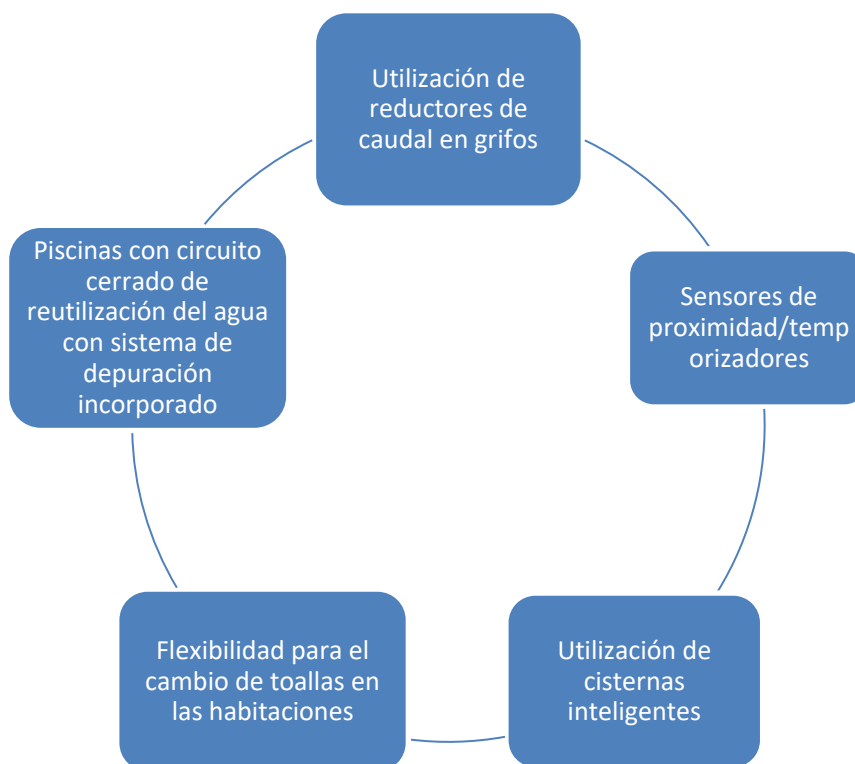 Utilización de
reductores de
caudal en grifos
Sensores de
proximidad/temp
orizadores
Utilización de
cisternas
inteligentes
Flexibilidad para el
cambio de toallas en
las habitaciones
Piscinas con circuito
cerrado de
reutilización del agua
con sistema de
depuración
incorporado